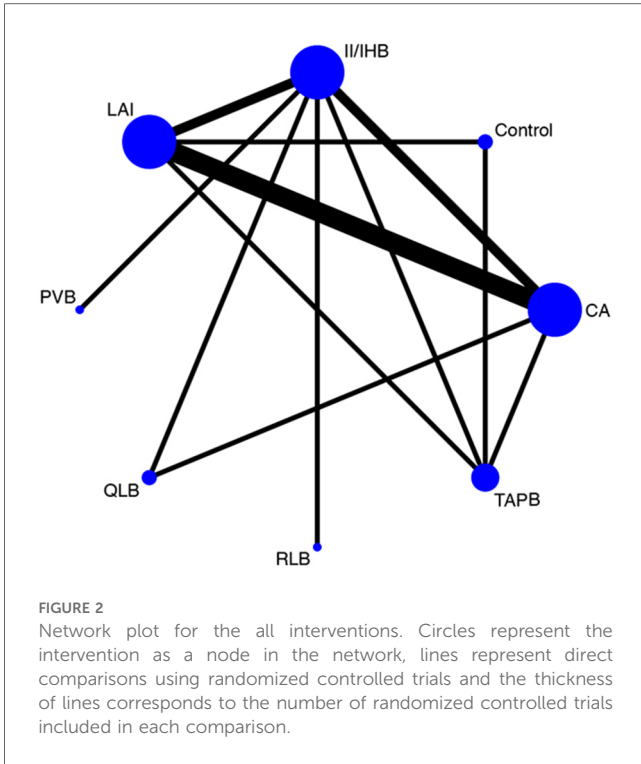 II/IHB
LAI
Control
PVB
CA
QLB
TAPB
RLB
FIGURE 2
Network plot for the all interventions. Circles represent the
intervention as a node in the network, lines represent direct
comparisons using randomized controlled trials and the thickness
of lines corresponds to the number of randomized controlled trials
included in each comparison.